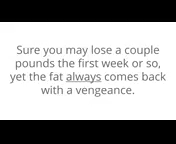 Sure you may lose a couple
pounds the first week or so,
yet the fat always comes back
with a vengeance.